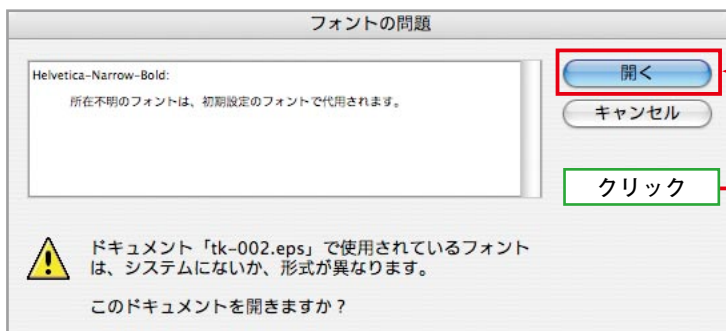 フォントの問題
Helvetica-Narrow-Bold:
所在不明のフォントは、初期設定のフォントで代用されます。
開く
キャンセル
クリック
ドキュメント「tk-002.eps」で使用されているフォント
は、システムにないか、形式が異なります。
このドキュメントを開きますか？